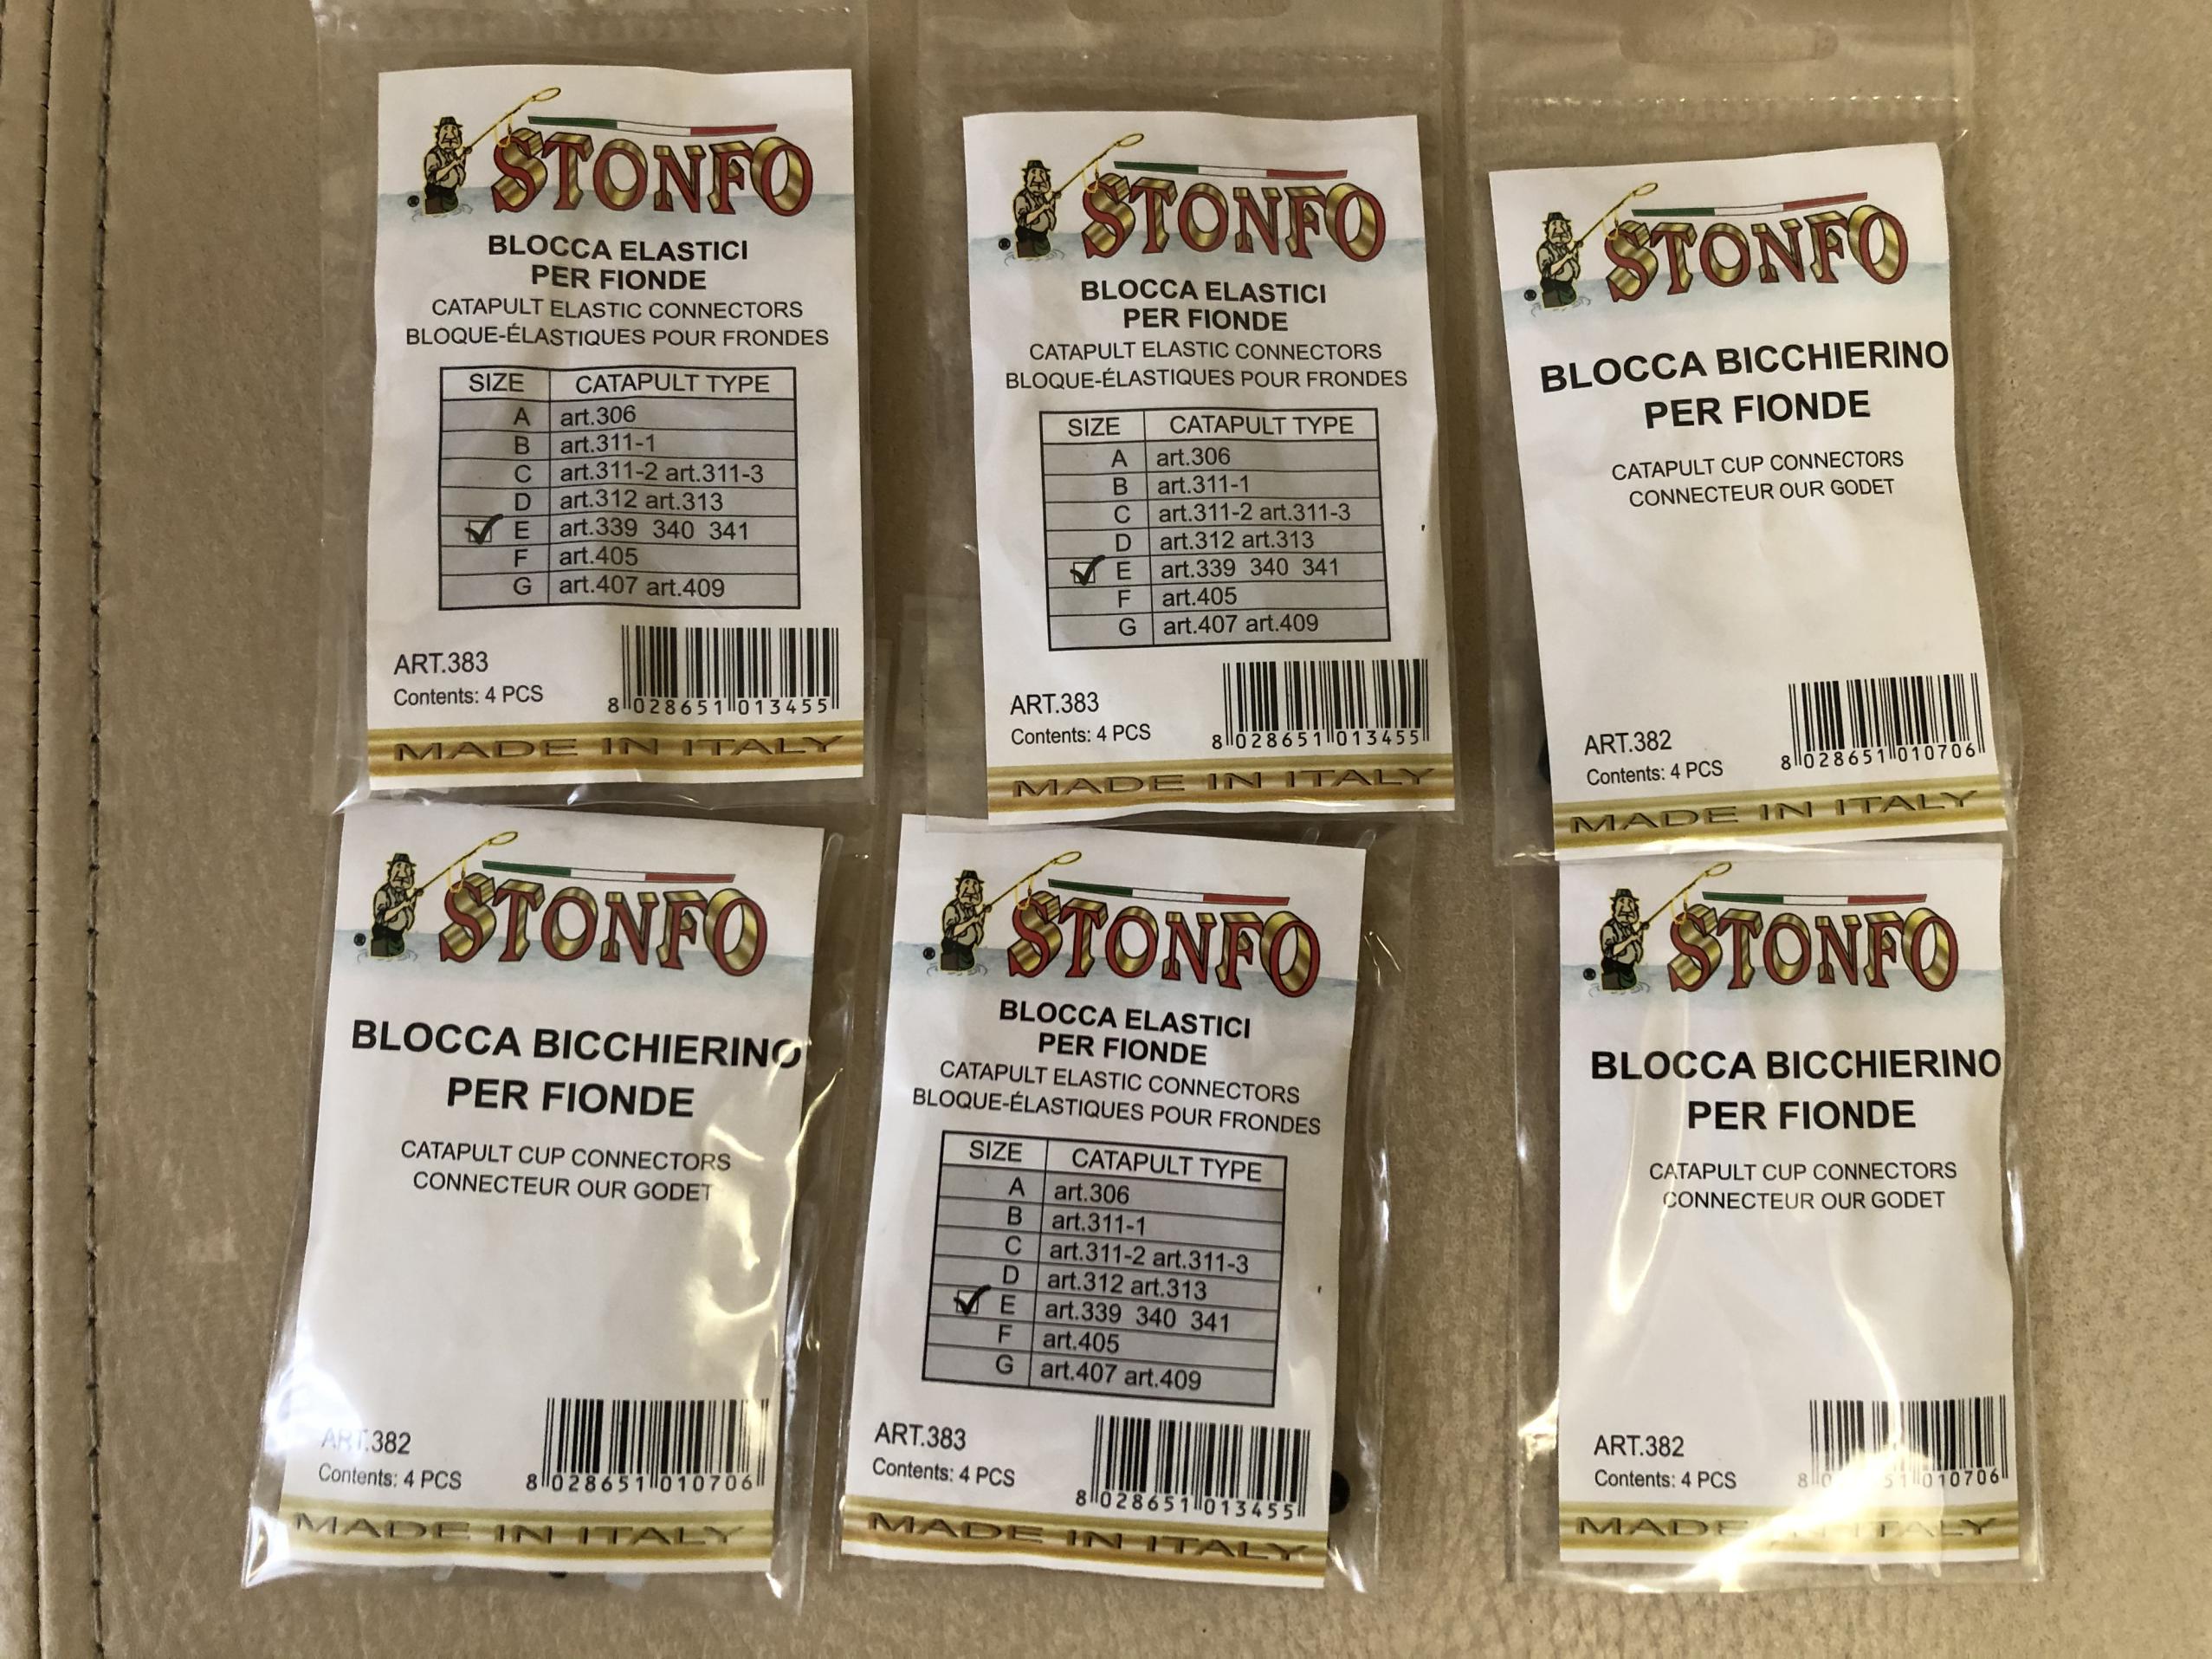 STONFO
BLOCCA ELASTICI
PER FIONDE
CATAPULT ELASTIC CONNECTORS
BLOQUE-ÉLASTIQUES POUR FRONDES
SIZE CATAPULT TYPE
A art.306
B art.311-1
C art.311-2 art.311-3
D art.312 art.313
E art.339 340 341
F art.405
G art.407 art.409
ART.383
Contents: 4 PCS
8 028651 013455
MADE IN ITALY
STONFO
BLOCCA ELASTICI
PER FIONDE
CATAPULT ELASTIC CONNECTORS
BLOQUE-ÉLASTIQUES POUR FRONDES
SIZE CATAPULT TYPE
A art.306
B art.311-1
C art.311-2 art.311-3
D art.312 art.313
E art.339 340 341
F art.405
G art.407 art.409
ART.383
Contents: 4 PCS
8 028651 013455
MADE IN ITALY
STONFO
BLOCCA BICCHIERINO
PER FIONDE
CATAPULT CUP CONNECTORS
CONNECTEUR OUR GODET
ART.382
Contents: 4 PCS
8 028651 010706
MADE IN ITALY
STONFO
BLOCCA BICCHIERINO
PER FIONDE
CATAPULT CUP CONNECTORS
CONNECTEUR OUR GODET
ART.382
Contents: 4 PCS
8 028651 010706
MADE IN ITALY
STONFO
BLOCCA ELASTICI
PER FIONDE
CATAPULT ELASTIC CONNECTORS
BLOQUE-ÉLASTIQUES POUR FRONDES
SIZE CATAPULT TYPE
A art.306
B art.311-1
C art.311-2 art.311-3
D art.312 art.313
E art.339 340 341
F art.405
G art.407 art.409
ART.383
Contents: 4 PCS
8 028651 013455
MADE IN ITALY
STONFO
BLOCCA BICCHIERINO
PER FIONDE
CATAPULT CUP CONNECTORS
CONNECTEUR OUR GODET
ART.382
Contents: 4 PCS
8 010706
MADE IN ITALY